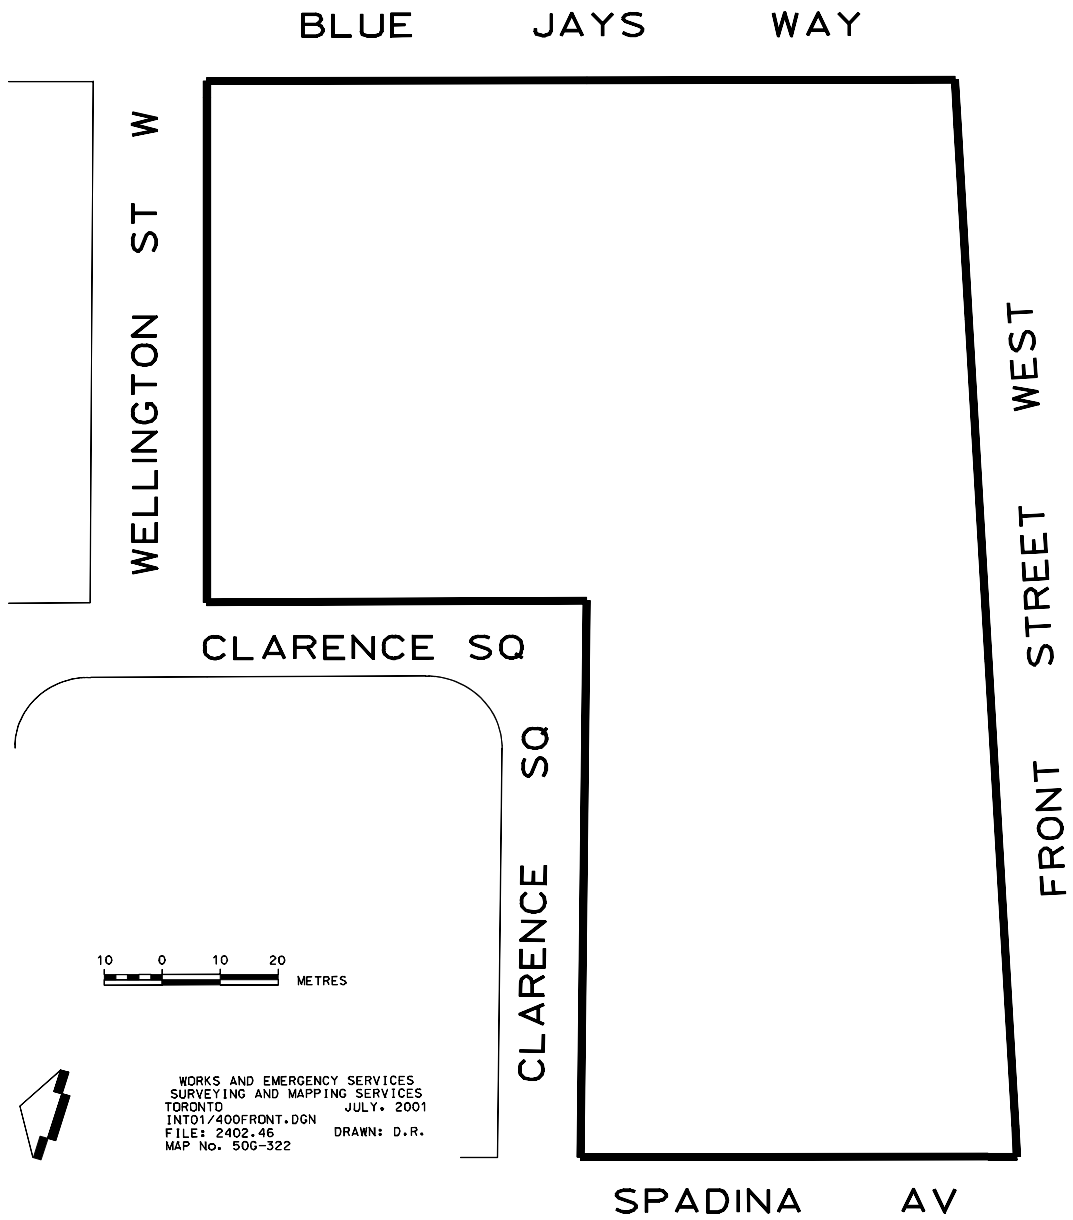 BLUE JAYS WAY
WELLINGTON ST W
FRONT STREET WEST
CLARENCE SQ
CLARENCE SQ
10 0 10 20
METRES
WORKS AND EMERGENCY SERVICES
SURVEYING AND MAPPING SERVICES
TORONTO JULY. 2001
INT01/400FRONT.DGN
FILE: 2402.46 DRAWN: D.R.
MAP No. 50G-322
SPADINA AV